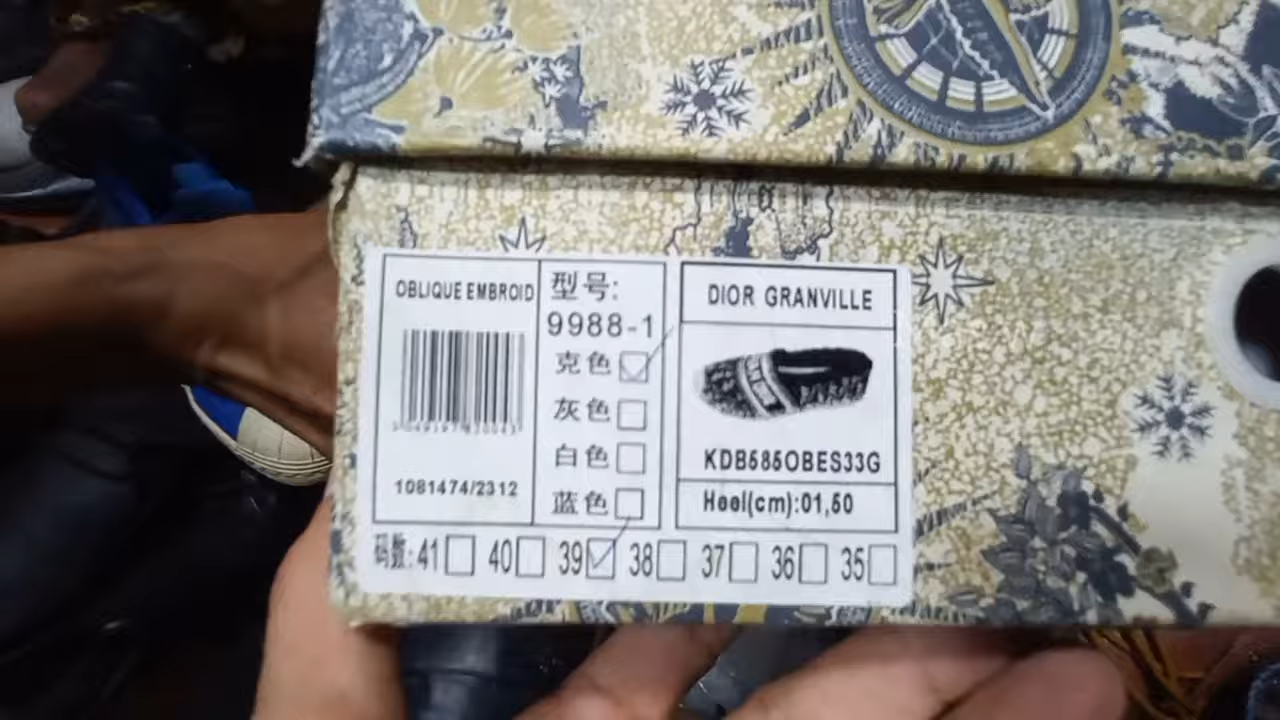 OBLIQUE EMBROID
1081474/2312
型号:
9988-1
克色
灰色
白色
蓝色
DIOR GRANVILLE
KDB585OBES33G
Heel(cm):01,50
码数: 41 40 39 38 37 36 35